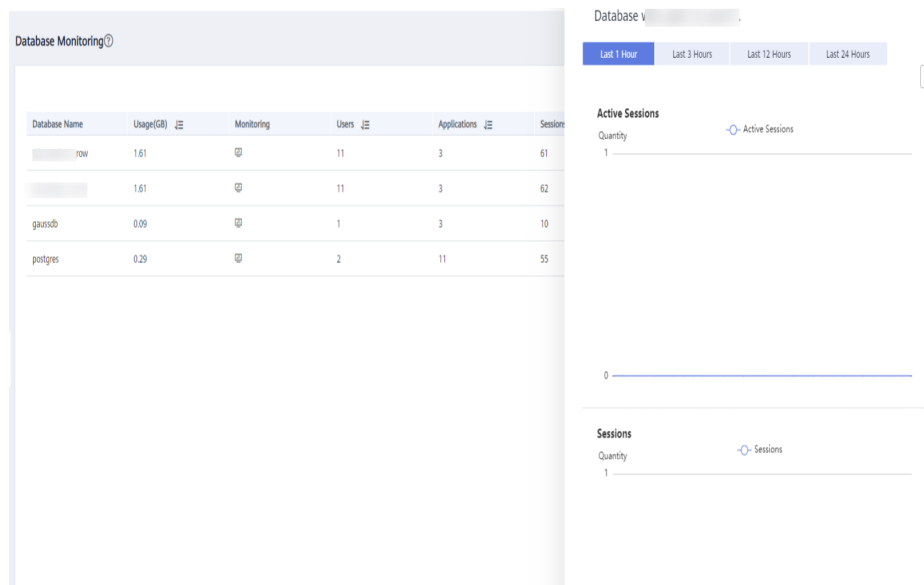 Database Monitoring
Database Name Usage(GB) Monitoring Users Applications Sessions
row 1.61 11 3 61
1.61 11 3 62
gaussdb 0.09 1 3 10
postgres 0.29 2 11 55
Database
Last 1 Hour Last 3 Hours Last 12 Hours Last 24 Hours
Active Sessions
Quantity
Active Sessions
1
0
Sessions
Quantity
Sessions
1